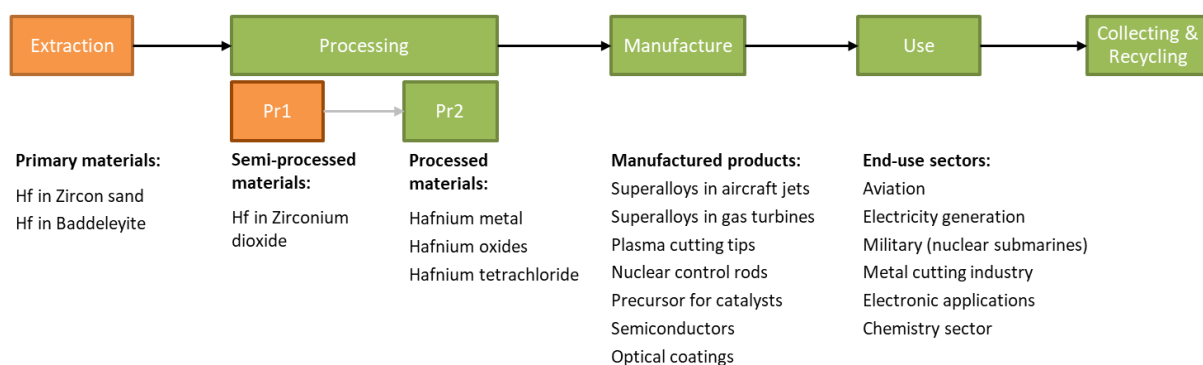 Extraction
Processing
Manufacture
Use
Collecting &
Recycling
Pr1
Pr2
Primary materials:
Hf in Zircon sand
Hf in Baddeleyite
Semi-processed
materials:
Hf in Zirconium
dioxide
Processed
materials:
Hafnium metal
Hafnium oxides
Hafnium tetrachloride
Manufactured products:
Superalloys in aircraft jets
Superalloys in gas turbines
Plasma cutting tips
Nuclear control rods
Precursor for catalysts
Semiconductors
Optical coatings
End-use sectors:
Aviation
Electricity generation
Military (nuclear submarines)
Metal cutting industry
Electronic applications
Chemistry sector